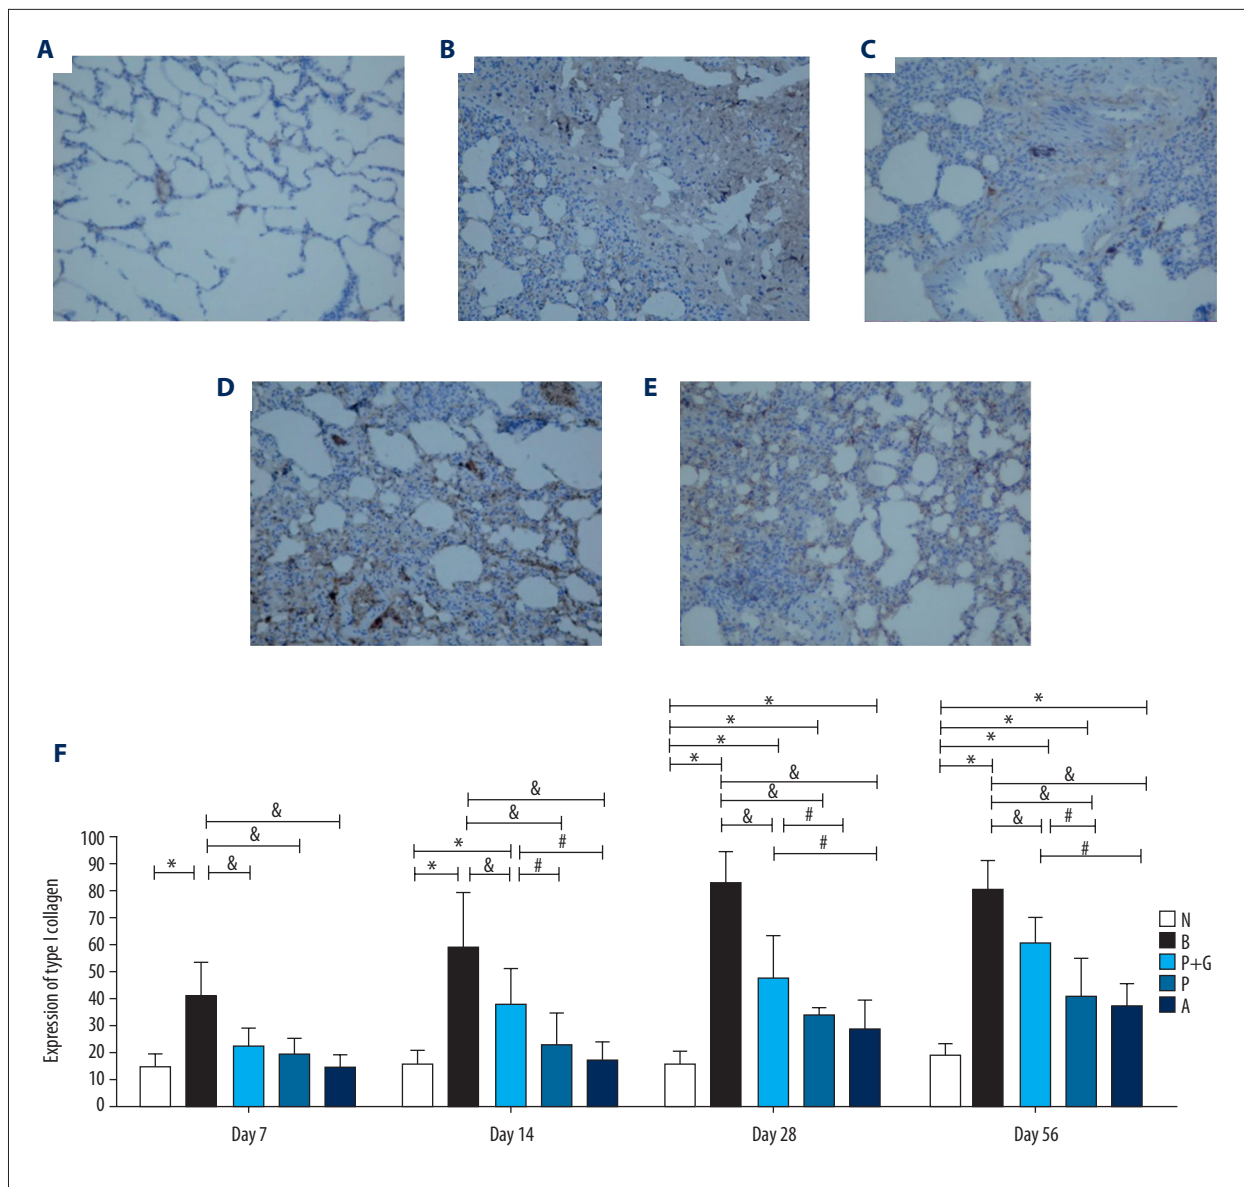 A
B
C
D
E
F
* * * *
* * * *
& & & #
& & & #
& & & * & * & # #
& & & # #
* & * & #
Expression of type I collagen
100
90
80
70
60
50
40
30
20
10
0
Day 7
Day 14
Day 28
Day 56
N
B
P+G
P
A